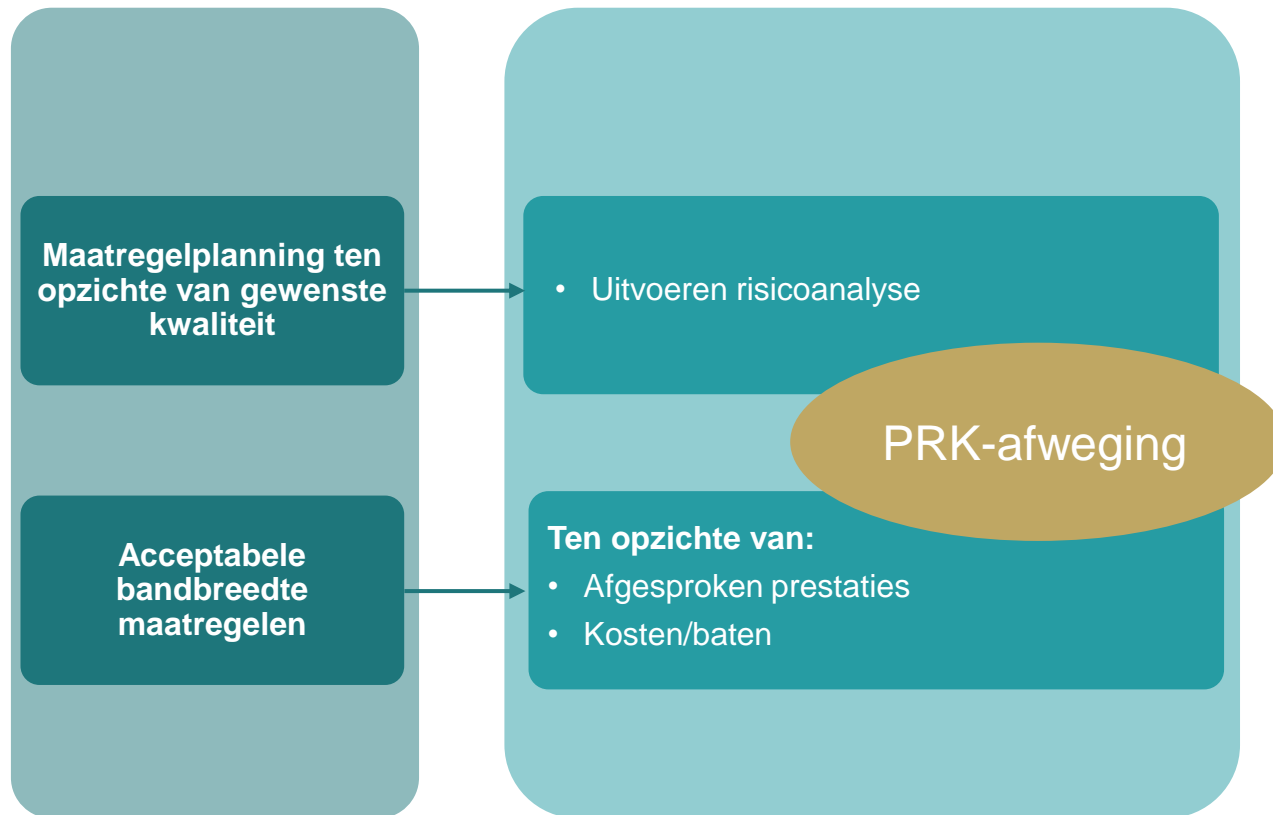 Maatregelplanning ten
opzichte van gewenste
kwaliteit
• Uitvoeren risicoanalyse
PRK-afweging
Acceptabele
bandbreedte
maatregelen
Ten opzichte van:
• Afgesproken prestaties
• Kosten/baten